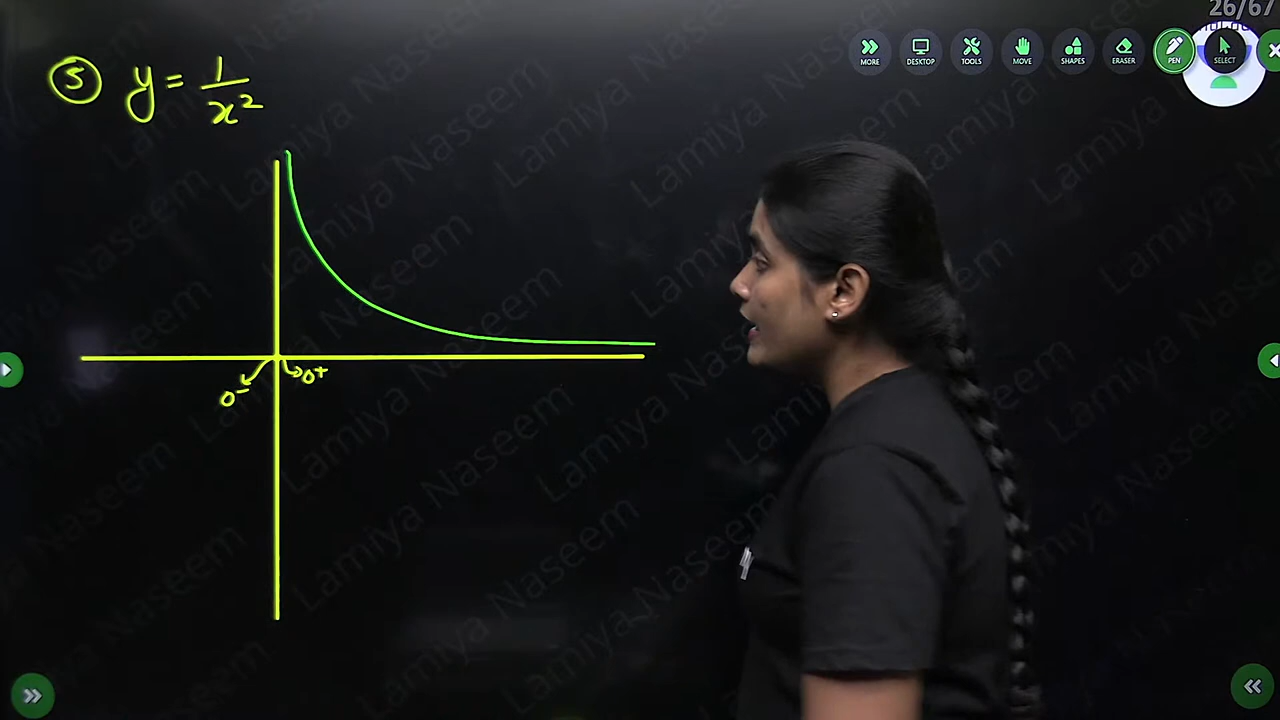 26/67
MORE DESKTOP TOOLS MOVE SHAPES ERASER PEN SELECT
⑤ y = 1/x²
0⁻ 0⁺
Lamiya Naseem